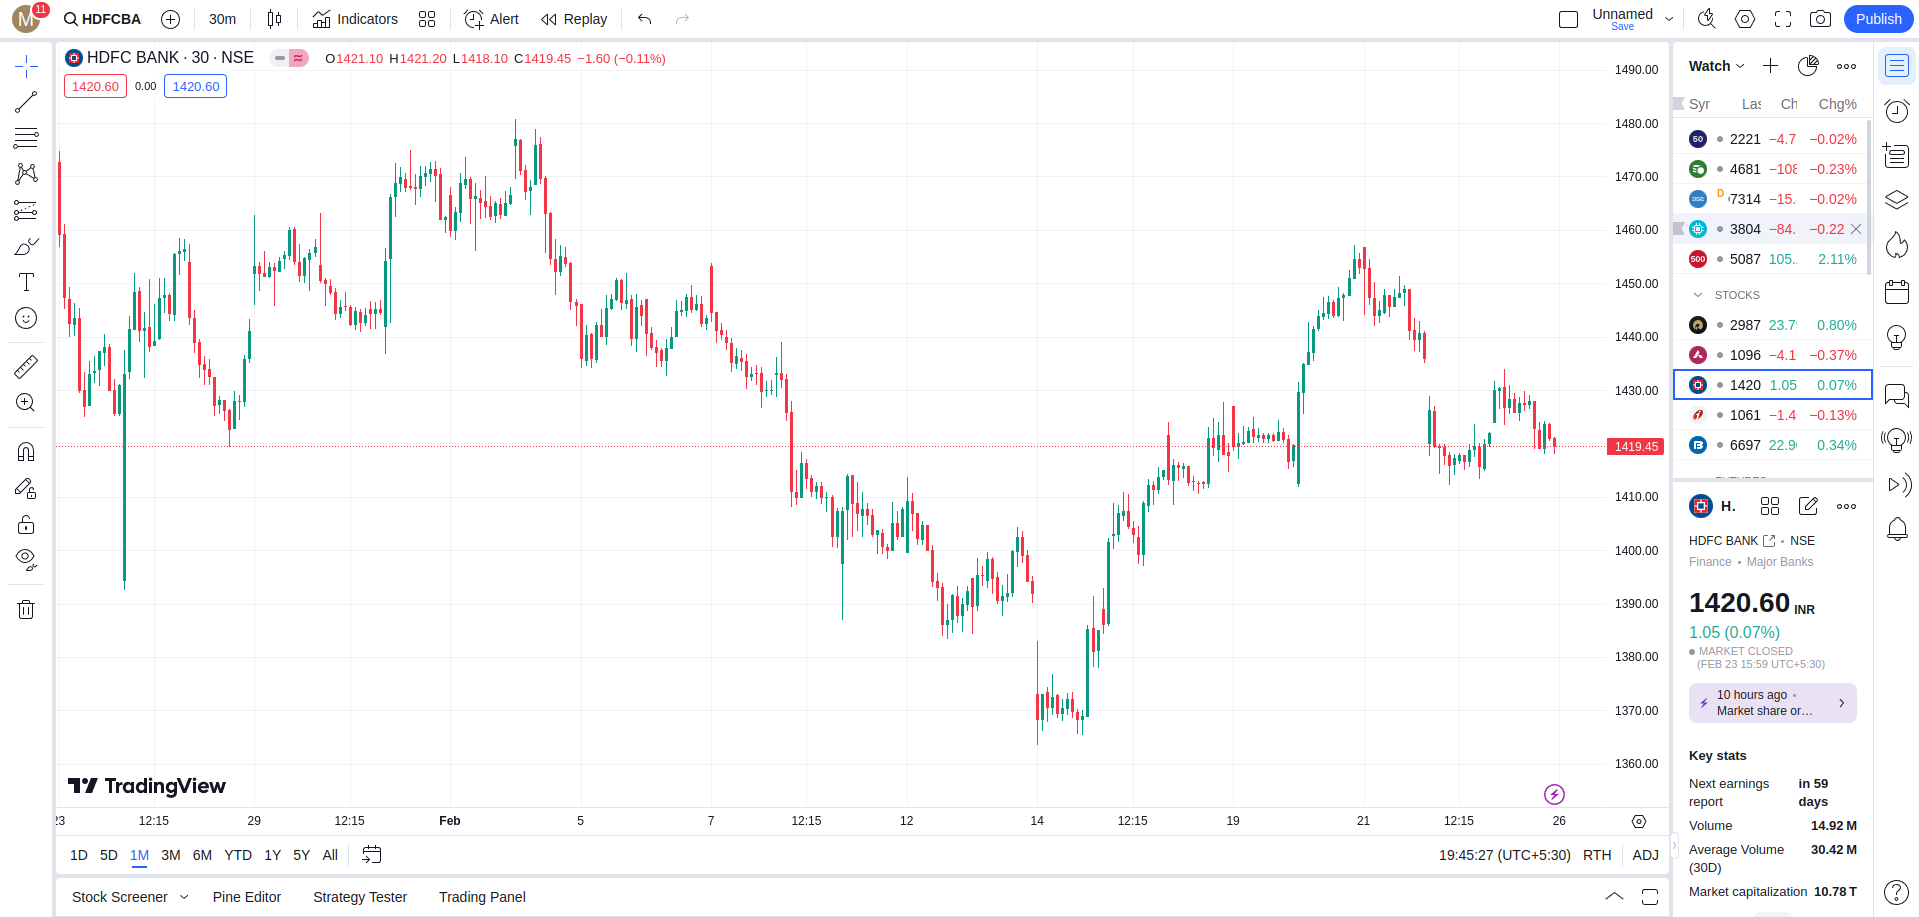 M 11 HDFCBA 30m Indicators Alert Replay Unnamed Save Publish
HDFC BANK · 30 · NSE O1421.10 H1421.20 L1418.10 C1419.45 −1.60 (−0.11%)
1420.60 0.00 1420.60
1490.00
1480.00
1470.00
1460.00
1450.00
1440.00
1430.00
1419.45
1410.00
1400.00
1390.00
1380.00
1370.00
1360.00
TradingView
23 12:15 29 12:15 Feb 5 7 12:15 12 14 12:15 19 21 12:15 26
1D 5D 1M 3M 6M YTD 1Y 5Y All 19:45:27 (UTC+5:30) RTH ADJ
Stock Screener Pine Editor Strategy Tester Trading Panel
Watch
Syr Las Ch Chg%
50 2221 −4.7 −0.02%
4681 −108 −0.23%
D 7314 −15. −0.02%
3804 −84. −0.22
500 5087 105. 2.11%
STOCKS
2987 23.7 0.80%
1096 −4.1 −0.37%
1420 1.05 0.07%
1061 −1.4 −0.13%
6697 22.9 0.34%
H.
HDFC BANK • NSE
Finance • Major Banks
1420.60 INR
1.05 (0.07%)
MARKET CLOSED
(FEB 23 15:59 UTC+5:30)
10 hours ago •
Market share or…
Key stats
Next earnings report in 59 days
Volume 14.92 M
Average Volume (30D) 30.42 M
Market capitalization 10.78 T